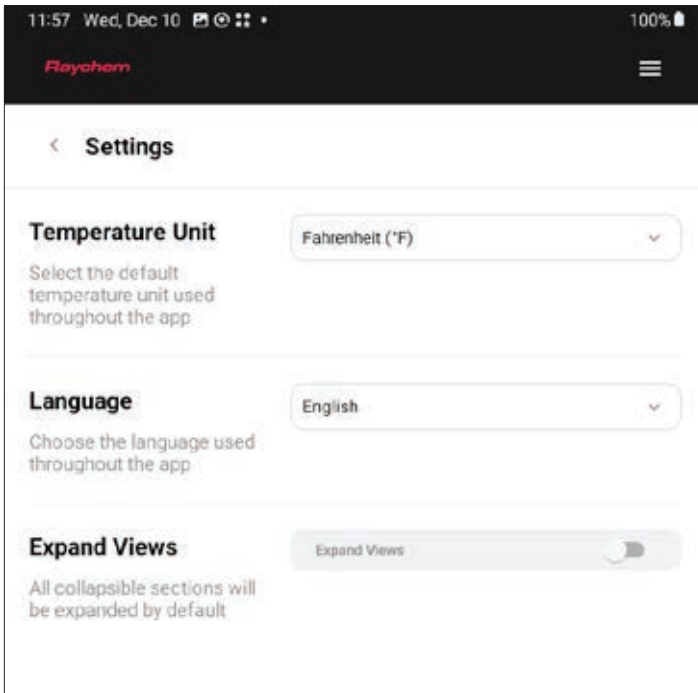 11:57 Wed, Dec 10
100%
Raychem
Settings
Temperature Unit
Fahrenheit (°F)
Select the default
temperature unit used
throughout the app
Language
English
Choose the language used
throughout the app
Expand Views
Expand Views
All collapsible sections will
be expanded by default